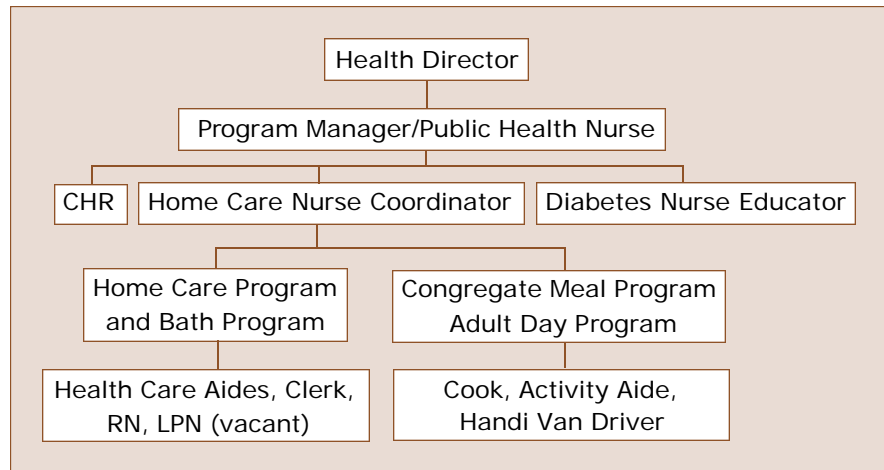 Health Director
Program Manager/Public Health Nurse
CHR
Home Care Nurse Coordinator
Diabetes Nurse Educator
Home Care Program
and Bath Program
Congregate Meal Program
Adult Day Program
Health Care Aides, Clerk,
RN, LPN (vacant)
Cook, Activity Aide,
Handi Van Driver